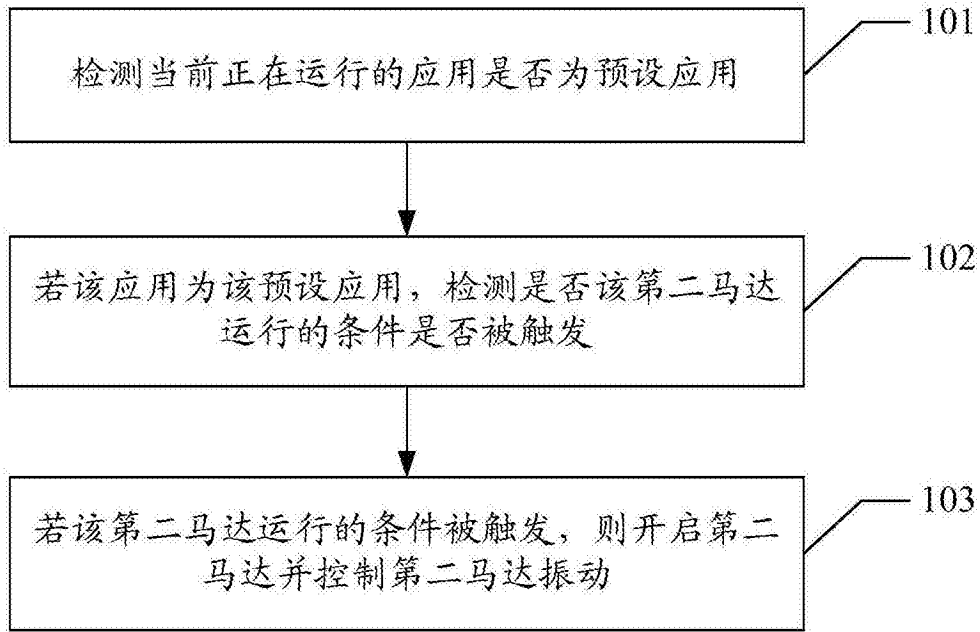 101
检测当前正在运行的应用是否为预设应用
102
若该应用为该预设应用，检测是否该第二马达
运行的条件是否被触发
103
若该第二马达运行的条件被触发，则开启第二
马达并控制第二马达振动